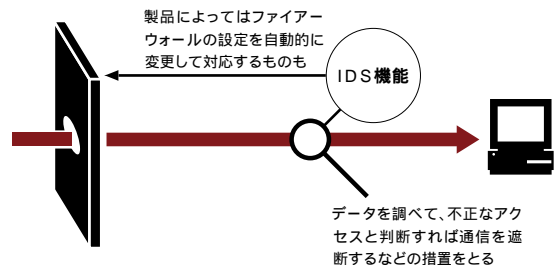 製品によってはファイアー
ウォールの設定を自動的に
変更して対応するものも
IDS機能
データを調べて、不正なアク
セスと判断すれば通信を遮
断するなどの措置をとる